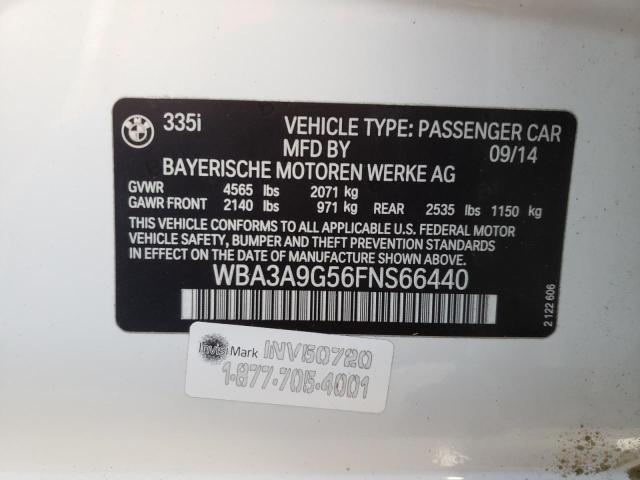 335i VEHICLE TYPE: PASSENGER CAR
MFD BY 09/14
BAYERISCHE MOTOREN WERKE AG
GVWR 4565 lbs 2071 kg
GAWR FRONT 2140 lbs 971 kg REAR 2535 lbs 1150 kg
THIS VEHICLE CONFORMS TO ALL APPLICABLE U.S. FEDERAL MOTOR
VEHICLE SAFETY, BUMPER AND THEFT PREVENTION STANDARDS
IN EFFECT ON THE DATE OF MANUFACTURE SHOWN ABOVE.
WBA3A9G56FNS66440
2 122 606
InvisiMark INV150720
1-877-705-4001